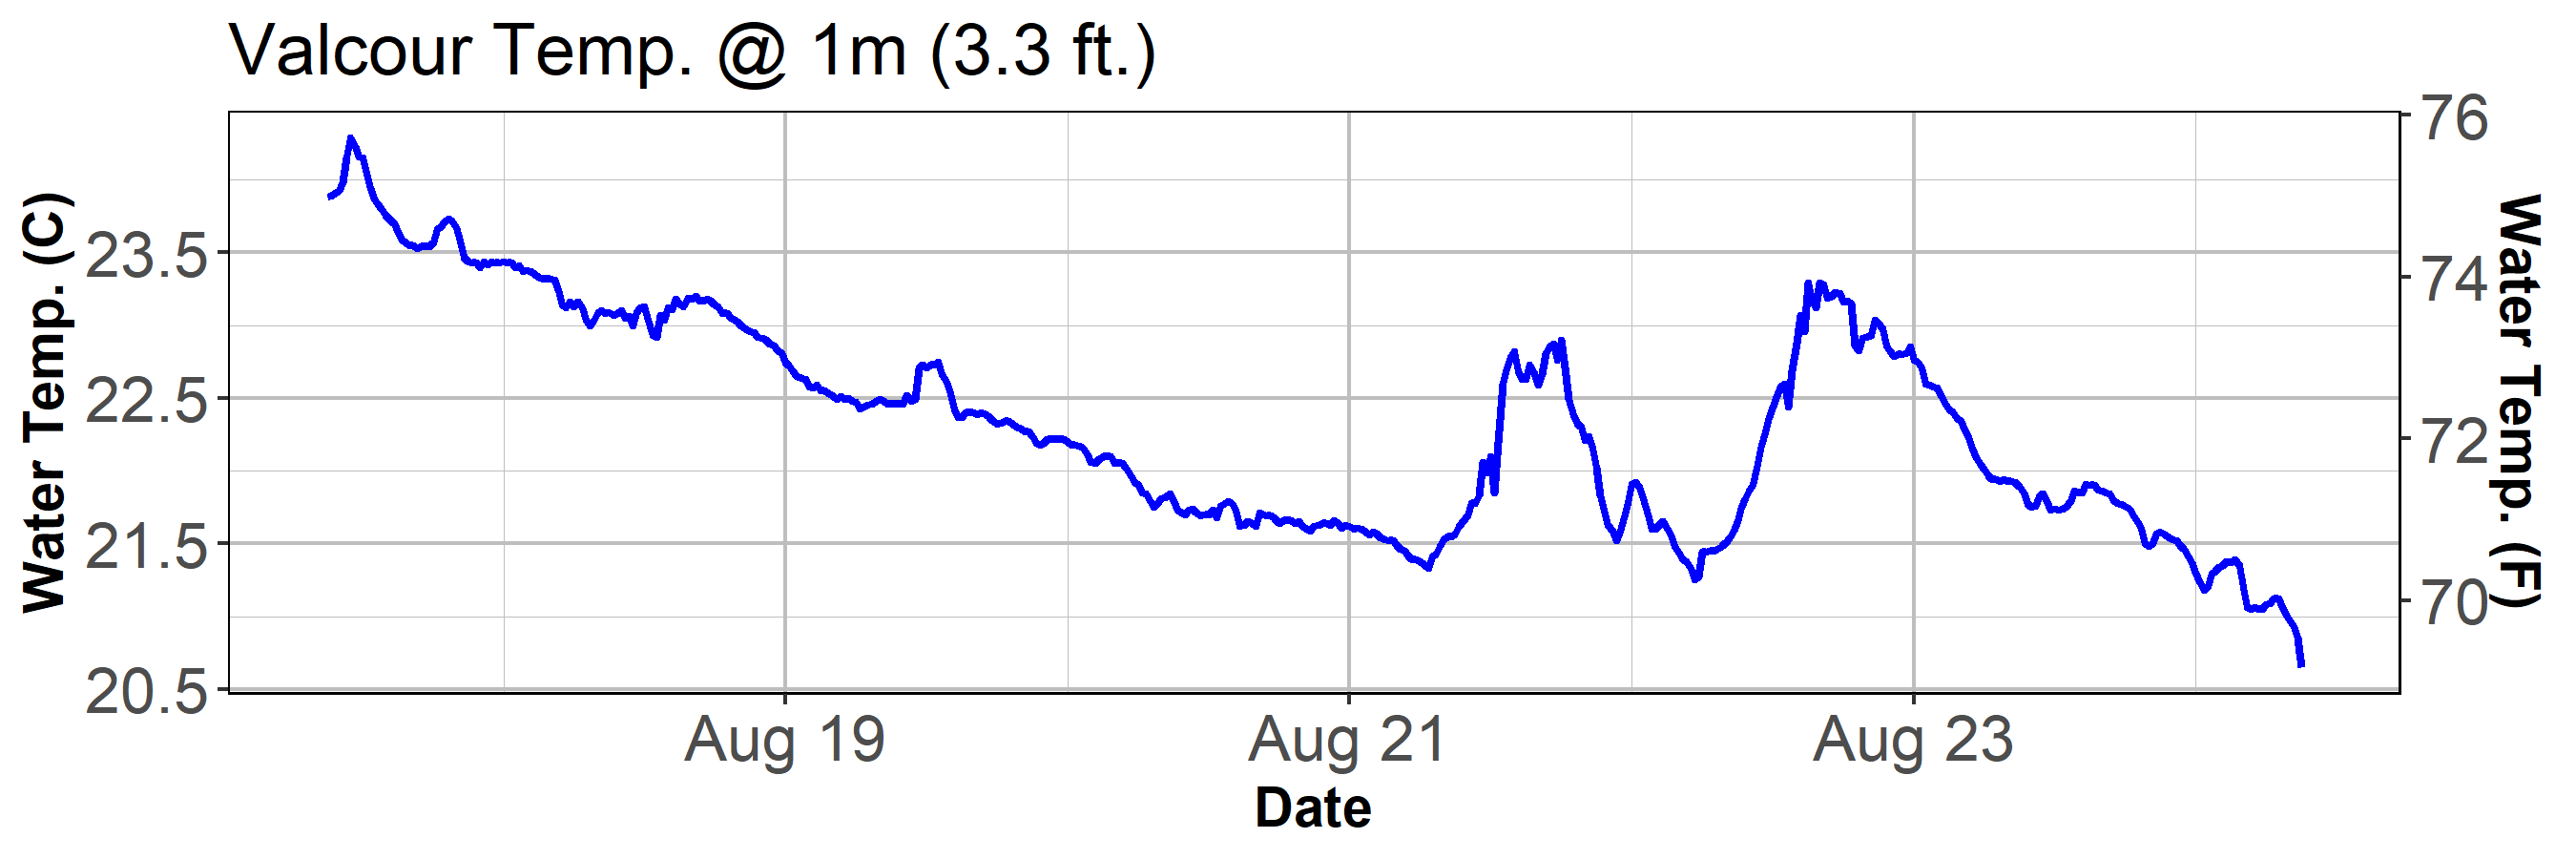 Valcour Temp. @ 1m (3.3 ft.)
Water Temp. (C)
23.5
22.5
21.5
20.5
76
74
72
70
Water Temp. (F)
Aug 19
Aug 21
Aug 23
Date